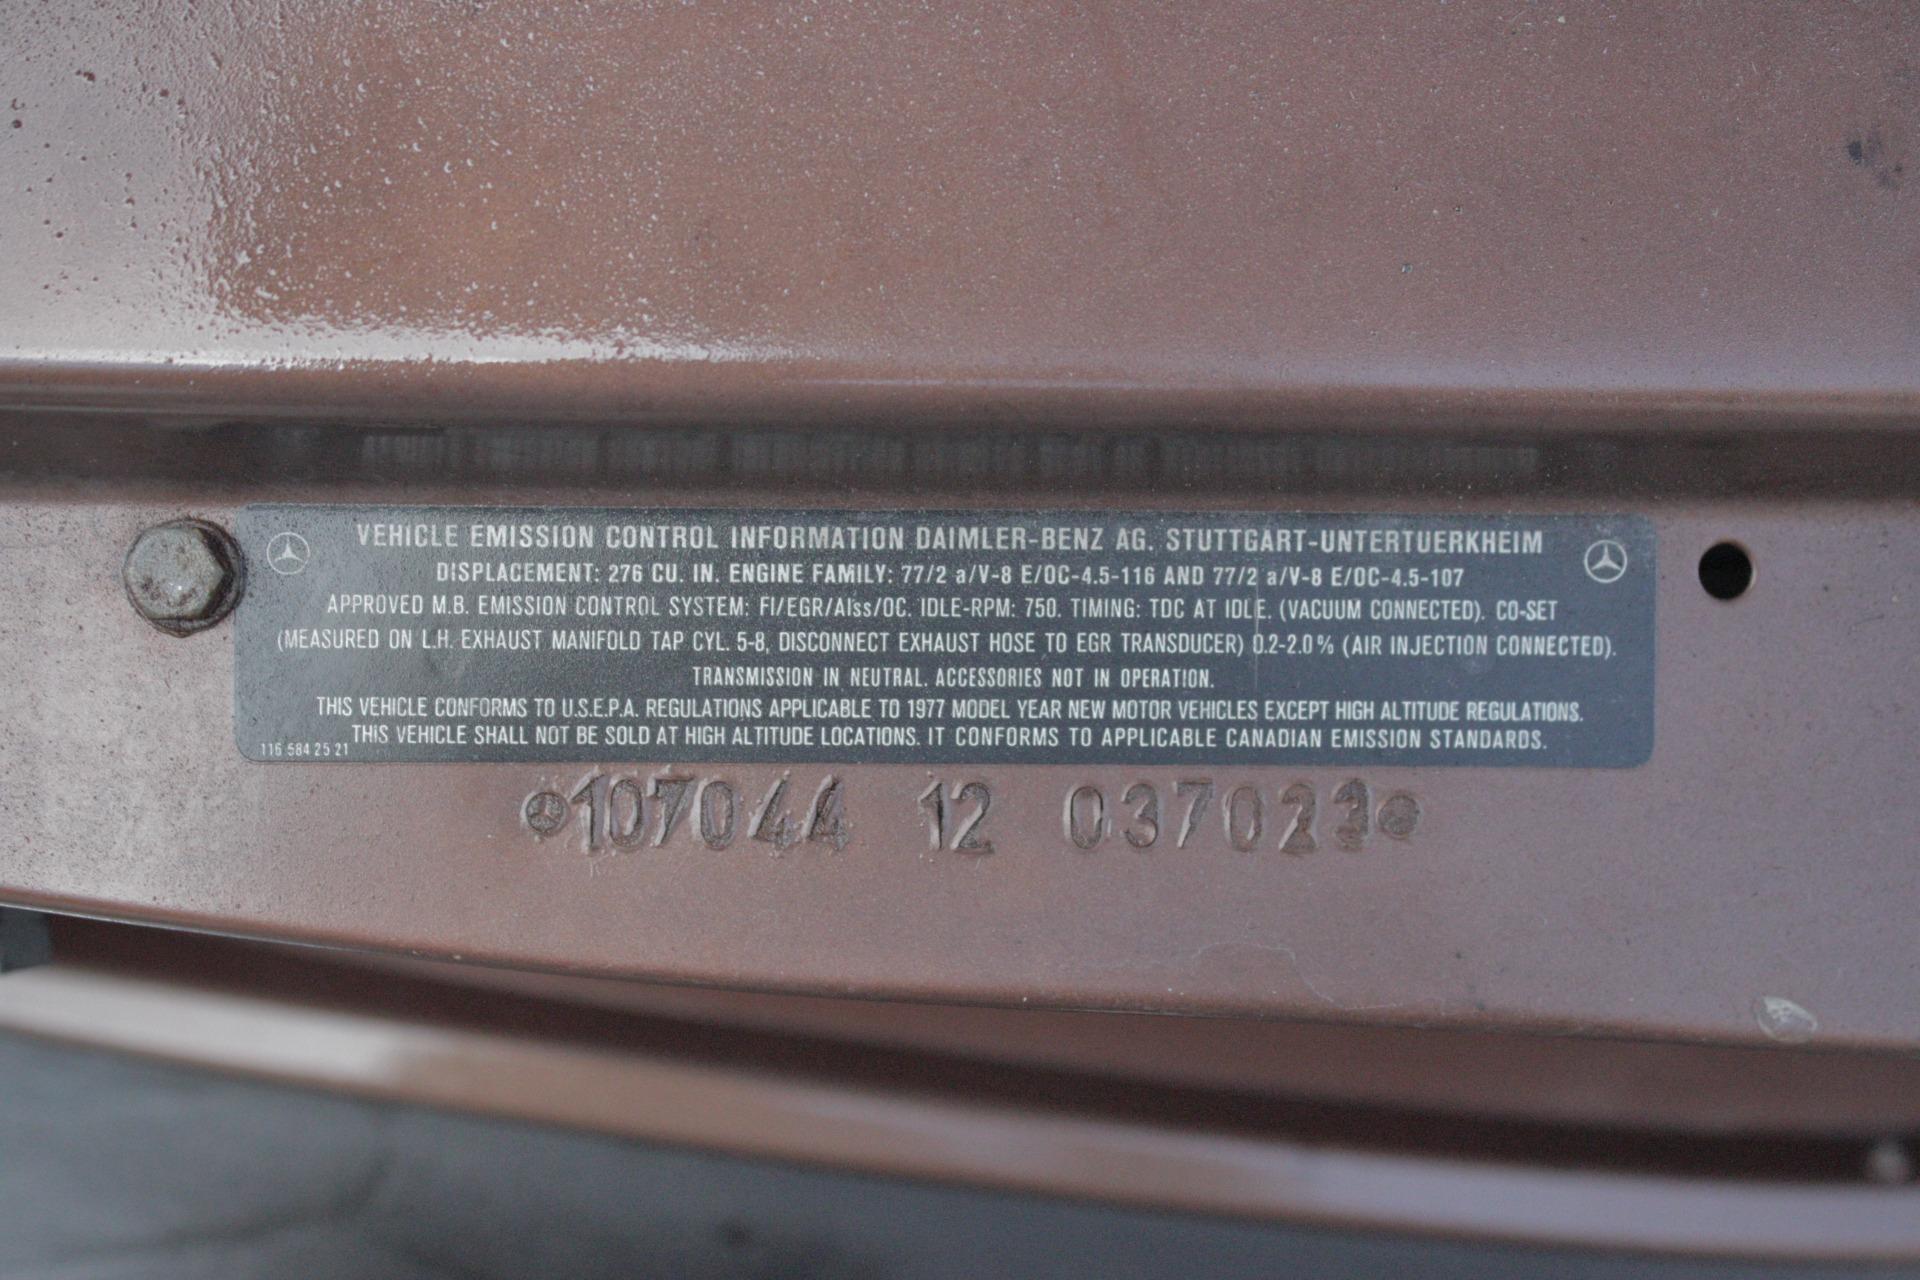 VEHICLE EMISSION CONTROL INFORMATION DAIMLER-BENZ AG. STUTTGART-UNTERTUERKHEIM
DISPLACEMENT: 276 CU. IN. ENGINE FAMILY: 77/2 a/V-8 E/OC-4.5-116 AND 77/2 a/V-8 E/OC-4.5-107
APPROVED M.B. EMISSION CONTROL SYSTEM: FI/EGR/AIss/OC. IDLE-RPM: 750. TIMING: TDC AT IDLE. (VACUUM CONNECTED). CO-SET
(MEASURED ON L.H. EXHAUST MANIFOLD TAP CYL. 5-8, DISCONNECT EXHAUST HOSE TO EGR TRANSDUCER) 0.2-2.0% (AIR INJECTION CONNECTED).
TRANSMISSION IN NEUTRAL. ACCESSORIES NOT IN OPERATION.
THIS VEHICLE CONFORMS TO U.S.E.P.A. REGULATIONS APPLICABLE TO 1977 MODEL YEAR NEW MOTOR VEHICLES EXCEPT HIGH ALTITUDE REGULATIONS.
THIS VEHICLE SHALL NOT BE SOLD AT HIGH ALTITUDE LOCATIONS. IT CONFORMS TO APPLICABLE CANADIAN EMISSION STANDARDS.
116 584 25 21
107044 12 037023